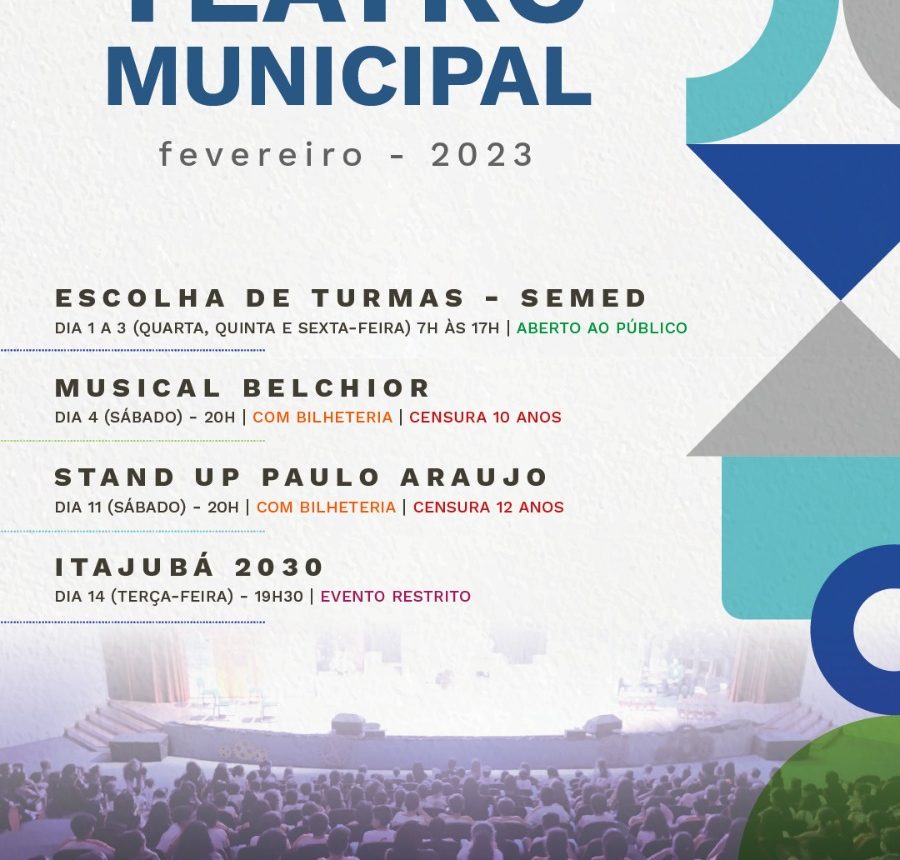 TEATRO
MUNICIPAL
fevereiro - 2023
ESCOLHA DE TURMAS - SEMED
DIA 1 A 3 (QUARTA, QUINTA E SEXTA-FEIRA) 7H ÀS 17H | ABERTO AO PÚBLICO
MUSICAL BELCHIOR
DIA 4 (SÁBADO) - 20H | COM BILHETERIA | CENSURA 10 ANOS
STAND UP PAULO ARAUJO
DIA 11 (SÁBADO) - 20H | COM BILHETERIA | CENSURA 12 ANOS
ITAJUBÁ 2030
DIA 14 (TERÇA-FEIRA) - 19H30 | EVENTO RESTRITO